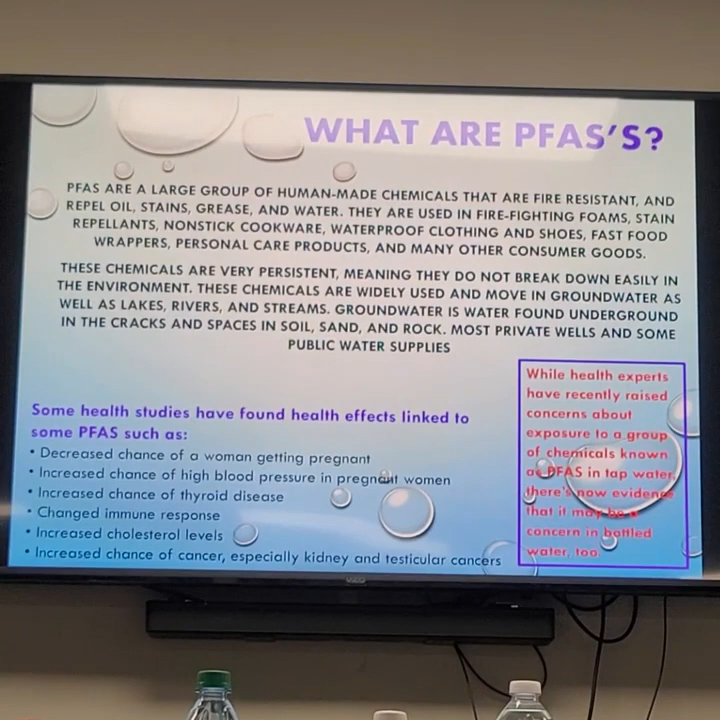 WHAT ARE PFAS'S?
PFAS ARE A LARGE GROUP OF HUMAN-MADE CHEMICALS THAT ARE FIRE RESISTANT, AND
REPEL OIL, STAINS, GREASE, AND WATER. THEY ARE USED IN FIRE-FIGHTING FOAMS, STAIN
REPELLANTS, NONSTICK COOKWARE, WATERPROOF CLOTHING AND SHOES, FAST FOOD
WRAPPERS, PERSONAL CARE PRODUCTS, AND MANY OTHER CONSUMER GOODS.
THESE CHEMICALS ARE VERY PERSISTENT, MEANING THEY DO NOT BREAK DOWN EASILY IN
THE ENVIRONMENT. THESE CHEMICALS ARE WIDELY USED AND MOVE IN GROUNDWATER AS
WELL AS LAKES, RIVERS, AND STREAMS. GROUNDWATER IS WATER FOUND UNDERGROUND
IN THE CRACKS AND SPACES IN SOIL, SAND, AND ROCK. MOST PRIVATE WELLS AND SOME
PUBLIC WATER SUPPLIES
Some health studies have found health effects linked to
some PFAS such as:
• Decreased chance of a woman getting pregnant
• Increased chance of high blood pressure in pregnant women
• Increased chance of thyroid disease
• Changed immune response
• Increased cholesterol levels
• Increased chance of cancer, especially kidney and testicular cancers
While health experts
have recently raised
concerns about
exposure to a group
of chemicals known
as PFAS in tap water,
there's now evidence
that it may be a
concern in bottled
water, too.
VIZIO